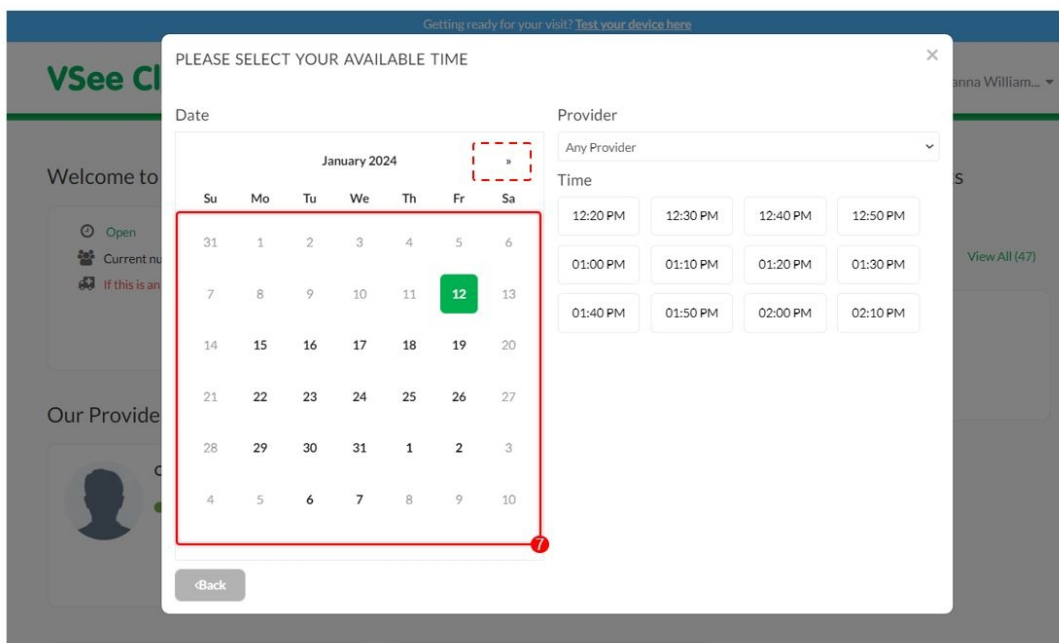 Getting ready for your visit? Test your device here
VSee Cl
anna William...
PLEASE SELECT YOUR AVAILABLE TIME
×
Date
January 2024 »
Su Mo Tu We Th Fr Sa
31 1 2 3 4 5 6
7 8 9 10 11 12 13
14 15 16 17 18 19 20
21 22 23 24 25 26 27
28 29 30 31 1 2 3
4 5 6 7 8 9 10
7
‹Back
Provider
Any Provider
Time
12:20 PM 12:30 PM 12:40 PM 12:50 PM
01:00 PM 01:10 PM 01:20 PM 01:30 PM
01:40 PM 01:50 PM 02:00 PM 02:10 PM
Welcome to
Open
Current nu
If this is an
s
View All (47)
Our Provide